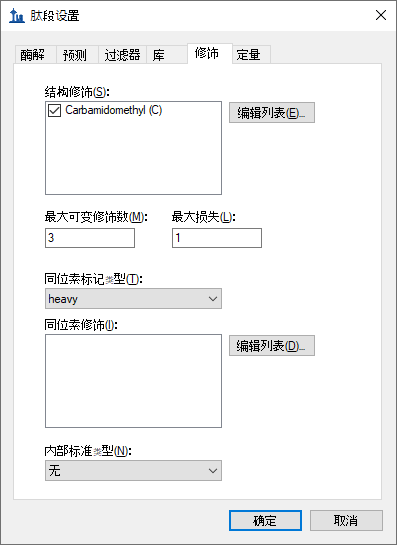 肽段设置
酶解 预测 过滤器 库 修饰 定量
结构修饰(S):
Carbamidomethyl (C)
编辑列表(E)...
最大可变修饰数(M): 最大损失(L):
3 1
同位素标记类型(T):
heavy
同位素修饰(I):
编辑列表(D)...
内部标准类型(N):
无
确定 取消